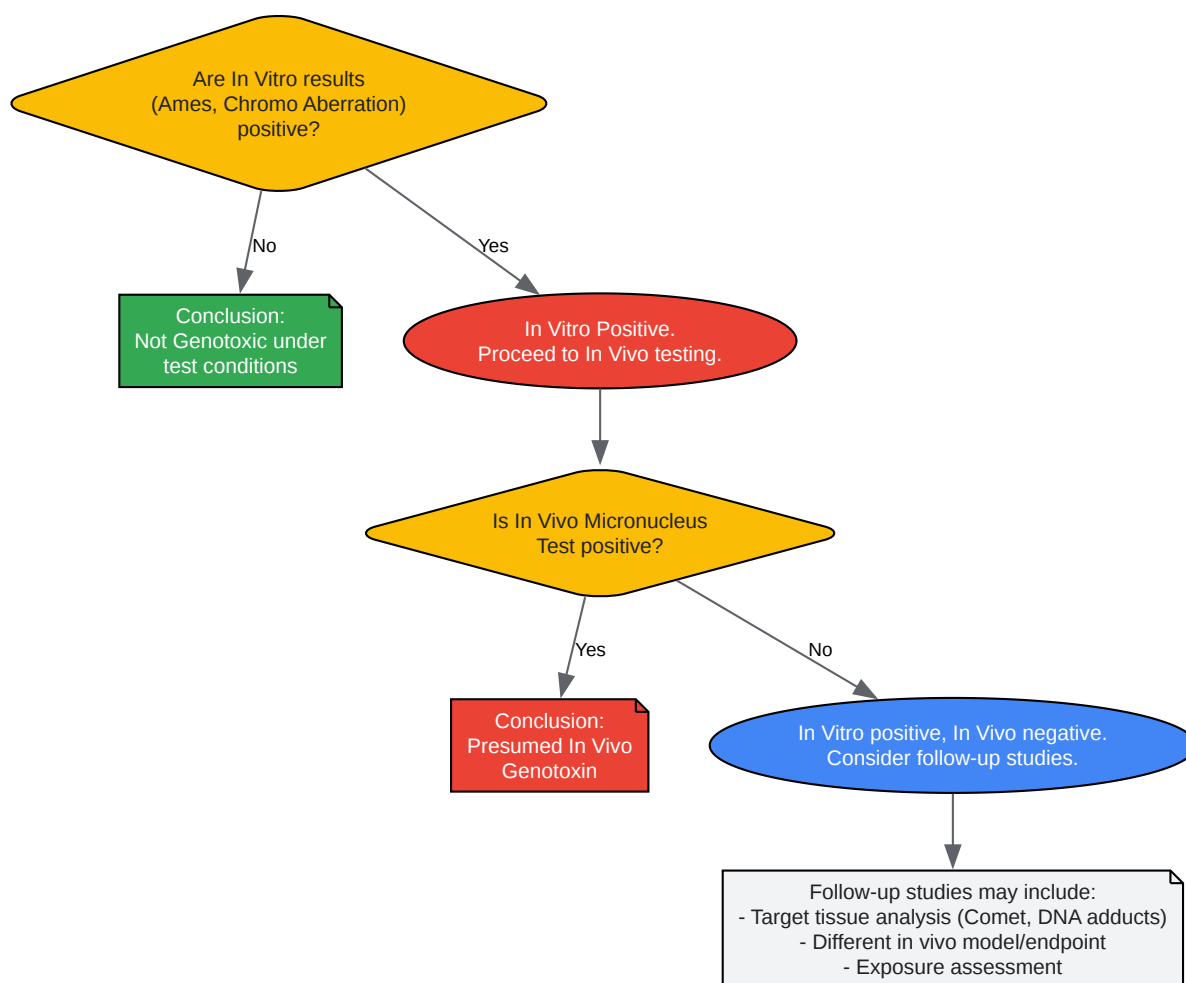 Are In Vitro results
(Ames, Chromo Aberration)
positive?
No
Yes
Conclusion:
Not Genotoxic under
test conditions
In Vitro Positive.
Proceed to In Vivo testing.
Is In Vivo Micronucleus
Test positive?
Yes
No
Conclusion:
Presumed In Vivo
Genotoxin
In Vitro positive, In Vivo negative.
Consider follow-up studies.
Follow-up studies may include:
- Target tissue analysis (Comet, DNA adducts)
- Different in vivo model/endpoint
- Exposure assessment